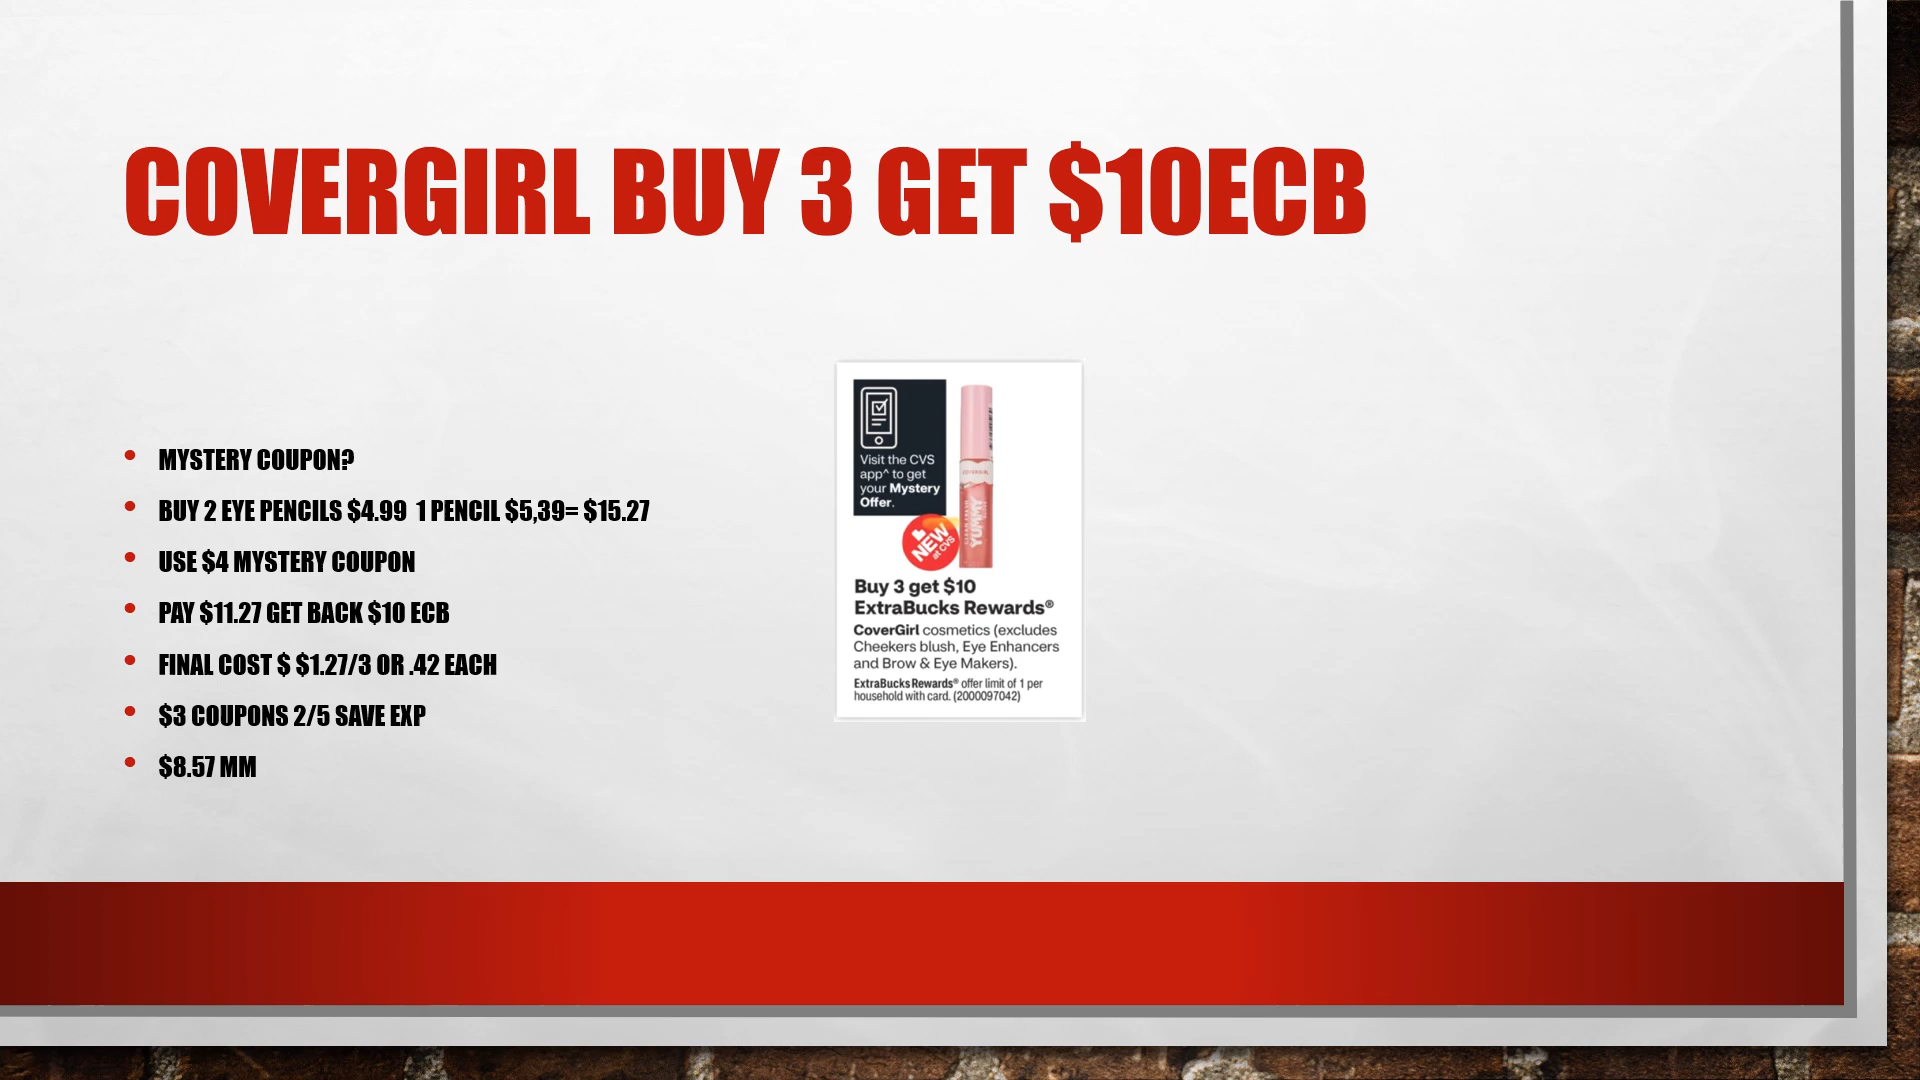 COVERGIRL BUY 3 GET $10ECB
• MYSTERY COUPON?
• BUY 2 EYE PENCILS $4.99 1 PENCIL $5,39= $15.27
• USE $4 MYSTERY COUPON
• PAY $11.27 GET BACK $10 ECB
• FINAL COST $ $1.27/3 OR .42 EACH
• $3 COUPONS 2/5 SAVE EXP
• $8.57 MM
Visit the CVS
app^ to get
your Mystery
Offer.
NEW
at CVS
YUMMY
Buy 3 get $10
ExtraBucks Rewards®
CoverGirl cosmetics (excludes
Cheekers blush, Eye Enhancers
and Brow & Eye Makers).
ExtraBucks Rewards® offer limit of 1 per
household with card. (2000097042)